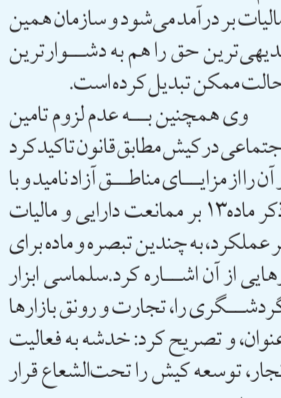 مالیات بر درآمد می‌شود و سازمان همین
بدیهی‌ترین حق را هم به دشوارترین
حالت ممکن تبدیل کرده است.
وی همچنین به عدم لزوم تامین
اجتماعی در کیش مطابق قانون تاکید کرد
و آن را از مزایای مناطق آزاد نامید و با
ذکر ماده ۱۳ بر ممانعت دارایی و مالیات
بر عملکرد، به چندین تبصره و ماده برای
رهایی از آن اشاره کرد. سلماسی ابزار
گردشگری را، تجارت و رونق بازارها
عنوان، و تصریح کرد: خدشه به فعالیت
تجار، توسعه کیش را تحت‌الشعاع قرار